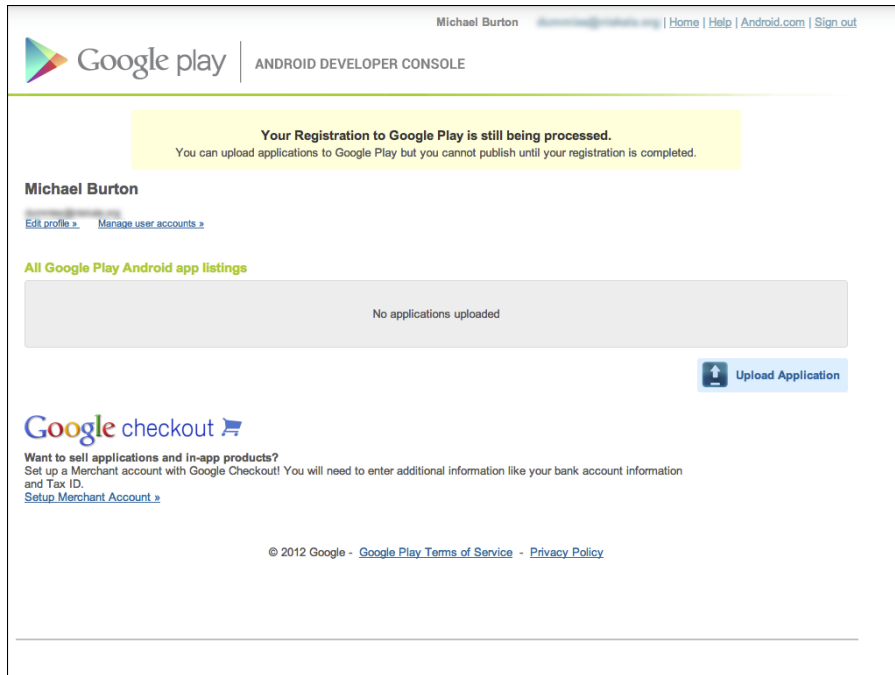 Michael Burton | Home | Help | Android.com | Sign out
Google play ANDROID DEVELOPER CONSOLE
Your Registration to Google Play is still being processed.
You can upload applications to Google Play but you cannot publish until your registration is completed.
Michael Burton
Edit profile » Manage user accounts »
All Google Play Android app listings
No applications uploaded
Upload Application
Google checkout
Want to sell applications and in-app products?
Set up a Merchant account with Google Checkout! You will need to enter additional information like your bank account information
and Tax ID.
Setup Merchant Account »
© 2012 Google - Google Play Terms of Service - Privacy Policy